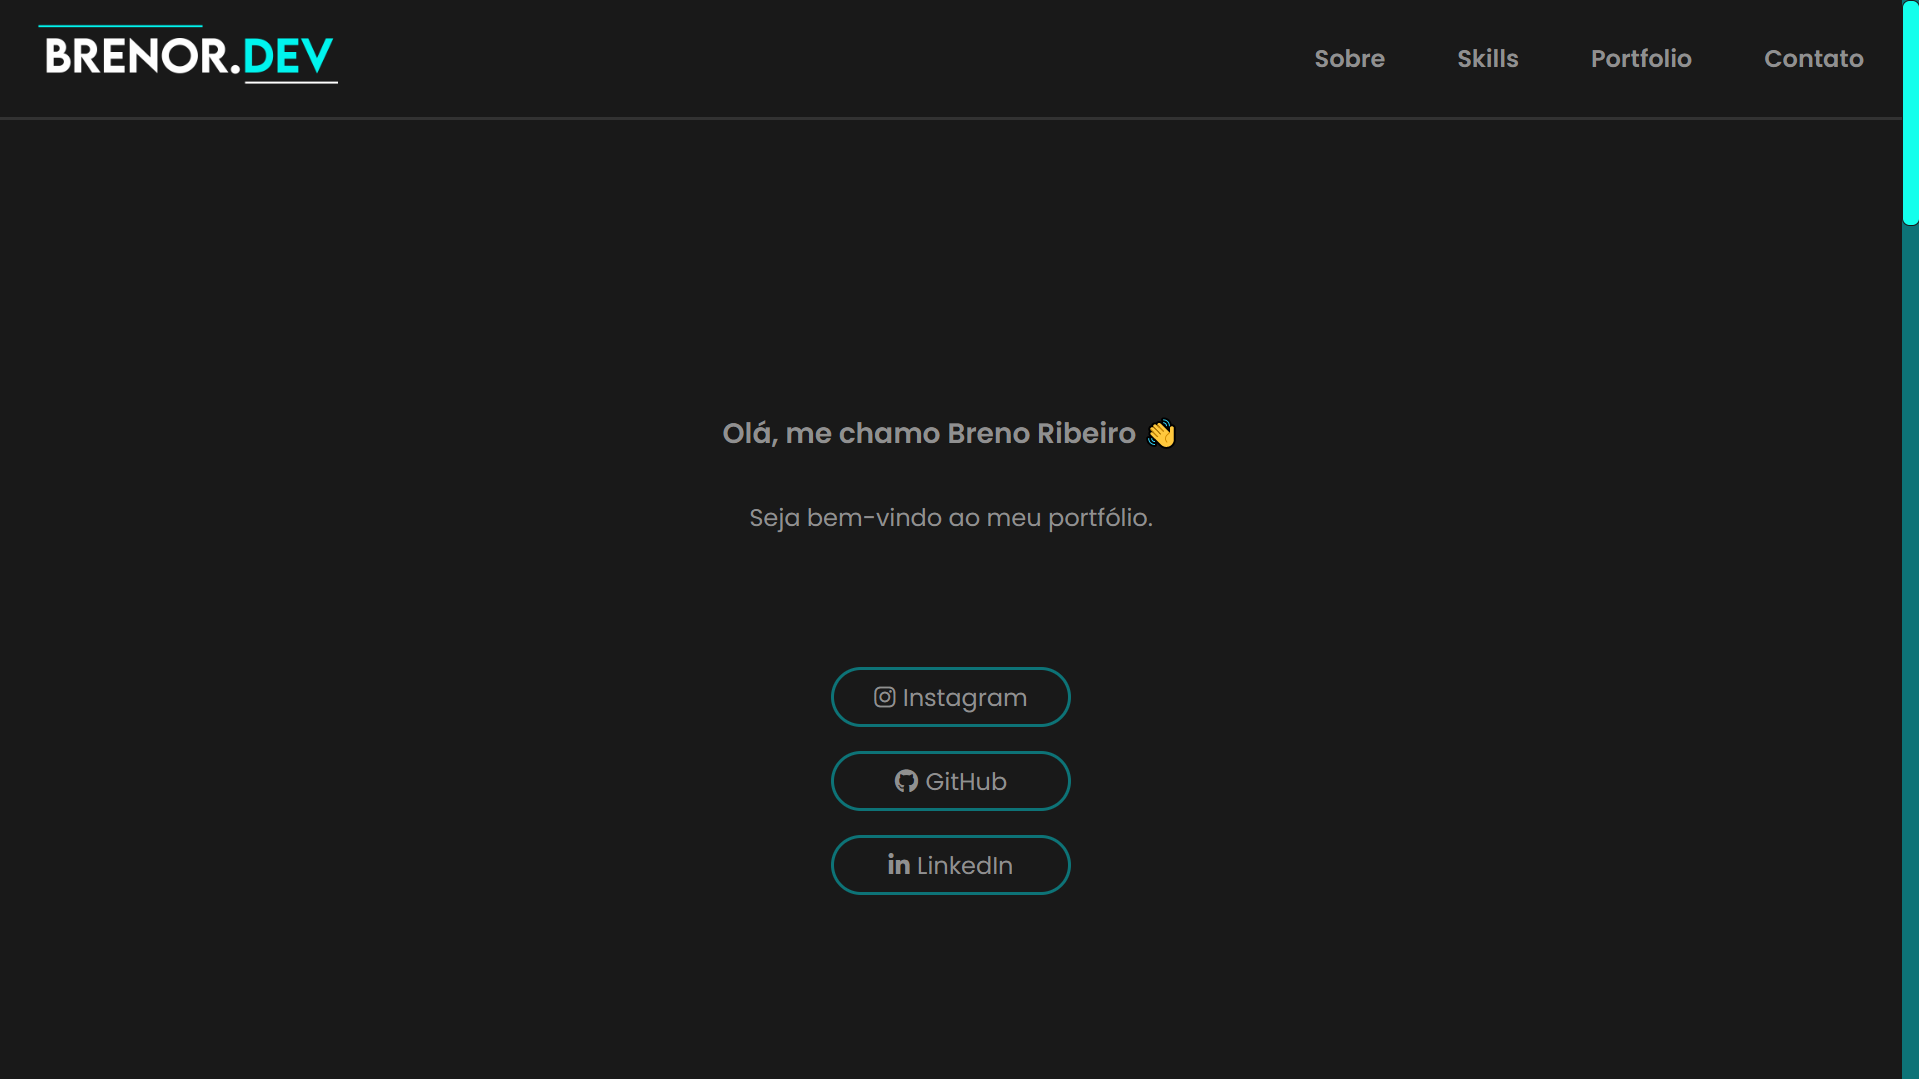 BRENOR.DEV
Sobre
Skills
Portfolio
Contato
Olá, me chamo Breno Ribeiro 👋
Seja bem-vindo ao meu portfólio.
Instagram
GitHub
LinkedIn